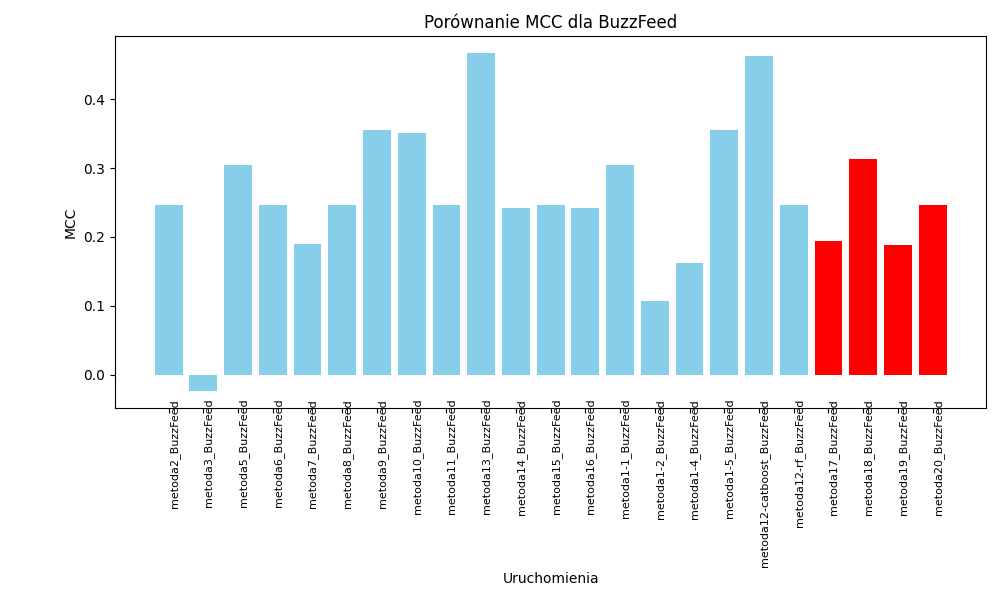 Porównanie MCC dla BuzzFeed
MCC
0.4
0.3
0.2
0.1
0.0
metoda2_BuzzFeed
metoda3_BuzzFeed
metoda5_BuzzFeed
metoda6_BuzzFeed
metoda7_BuzzFeed
metoda8_BuzzFeed
metoda9_BuzzFeed
metoda10_BuzzFeed
metoda11_BuzzFeed
metoda13_BuzzFeed
metoda14_BuzzFeed
metoda15_BuzzFeed
metoda16_BuzzFeed
metoda1-1_BuzzFeed
metoda1-2_BuzzFeed
metoda1-4_BuzzFeed
metoda1-5_BuzzFeed
metoda12-catboost_BuzzFeed
metoda12-rf_BuzzFeed
metoda17_BuzzFeed
metoda18_BuzzFeed
metoda19_BuzzFeed
metoda20_BuzzFeed
Uruchomienia